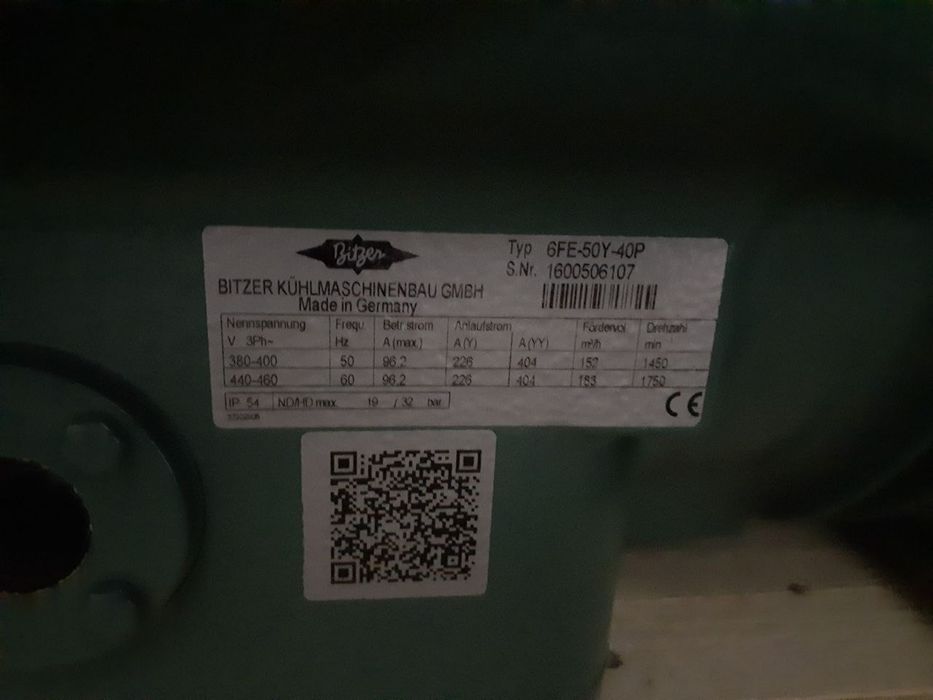 Bitzer
Typ 6FE-50Y-40P
S.Nr. 1600506107
BITZER KÜHLMASCHINENBAU GMBH
Made in Germany
Nennspannung Frequ. Betr.strom Anlaufstrom Fördervol Drehzahl
V 3Ph~ Hz A(max.) A(Y) A(YY) m³/h min
380-400 50 96.2 226 404 152 1450
440-460 60 96.2 226 404 183 1750
IP 54 ND/HD max. 19 / 32 bar
CE